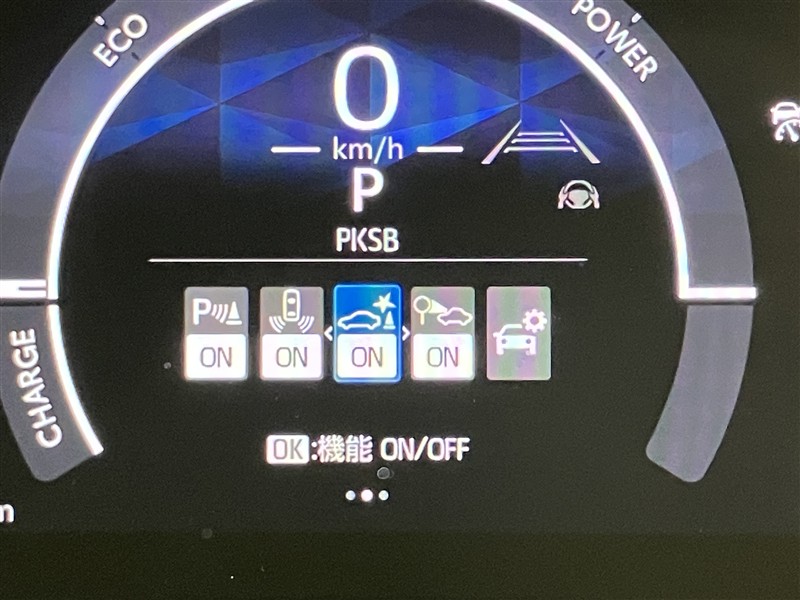 ECO
POWER
0
km/h
P
PKSB
P
ON
ON
ON
ON
CHARGE
OK:機能 ON/OFF